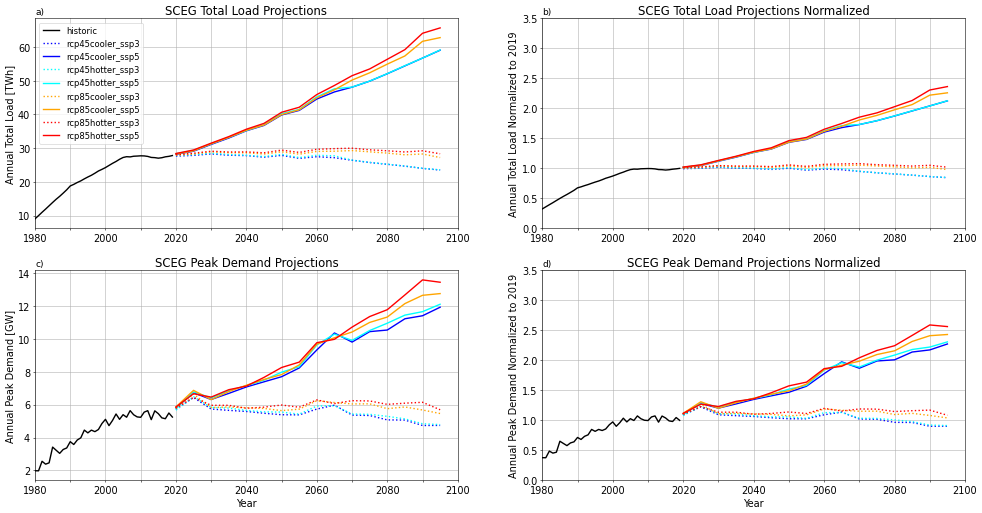 a)
SCEG Total Load Projections
Annual Total Load [TWh]
60
50
40
30
20
10
historic
rcp45cooler_ssp3
rcp45cooler_ssp5
rcp45hotter_ssp3
rcp45hotter_ssp5
rcp85cooler_ssp3
rcp85cooler_ssp5
rcp85hotter_ssp3
rcp85hotter_ssp5
1980 2000 2020 2040 2060 2080 2100
b)
SCEG Total Load Projections Normalized
Annual Total Load Normalized to 2019
3.5
3.0
2.5
2.0
1.5
1.0
0.5
0.0
1980 2000 2020 2040 2060 2080 2100
c)
SCEG Peak Demand Projections
Annual Peak Demand [GW]
14
12
10
8
6
4
2
1980 2000 2020 2040 2060 2080 2100
Year
d)
SCEG Peak Demand Projections Normalized
Annual Peak Demand Normalized to 2019
3.5
3.0
2.5
2.0
1.5
1.0
0.5
0.0
1980 2000 2020 2040 2060 2080 2100
Year